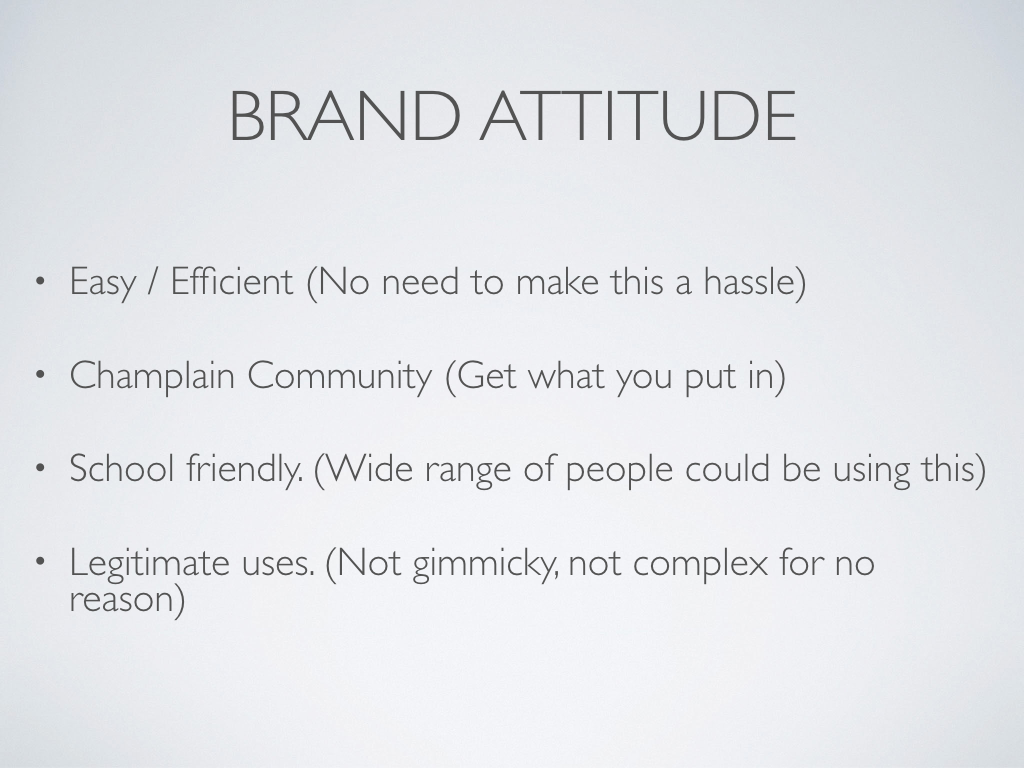 BRAND ATTITUDE
• Easy / Efficient (No need to make this a hassle)
• Champlain Community (Get what you put in)
• School friendly. (Wide range of people could be using this)
• Legitimate uses. (Not gimmicky, not complex for no
reason)